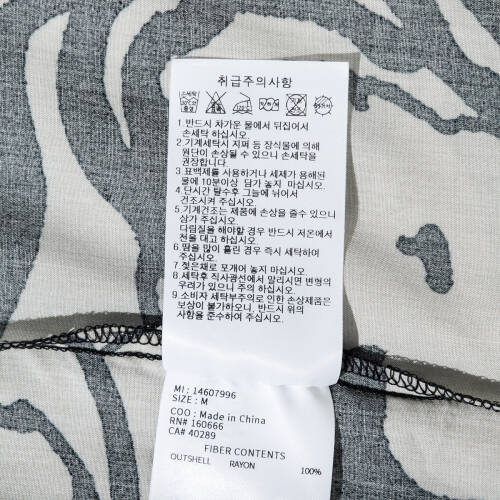 취급주의사항
1.반드시 차가운 물에서 뒤집어서
손세탁 하십시오.
2.기계세탁시 지퍼 등 장식물에 의해
원단이 손상될 수 있으니 손세탁을
권장합니다.
3.표백제를 사용하거나 세제가 용해된
물에 10분이상 담가 놓지 마십시오.
4.단시간 탈수후 그늘에 뉘어서
건조시켜 주십시오.
5.기계건조는 제품에 손상을 줄수 있으니
삼가 주십시오.
다림질을 해야할 경우 반드시 저온에서
천을 대고 하십시오.
6.땀을 많이 흘린 경우 즉시 세탁하여
주십시오.
7.젖은채로 포개어 놓지 마십시오.
8.세탁후 직사광선에서 말리시면 변형의
우려가 있으니 주의 하십시오.
9.소비자 세탁부주의로 인한 손상제품은
보상이 불가하오니, 반드시 위의
사항을 준수하여 주십시오.
MI: 14607996
SIZE: M
COO: Made in China
RN# 160666
CA# 40289
FIBER CONTENTS
OUTSHELL RAYON 100%